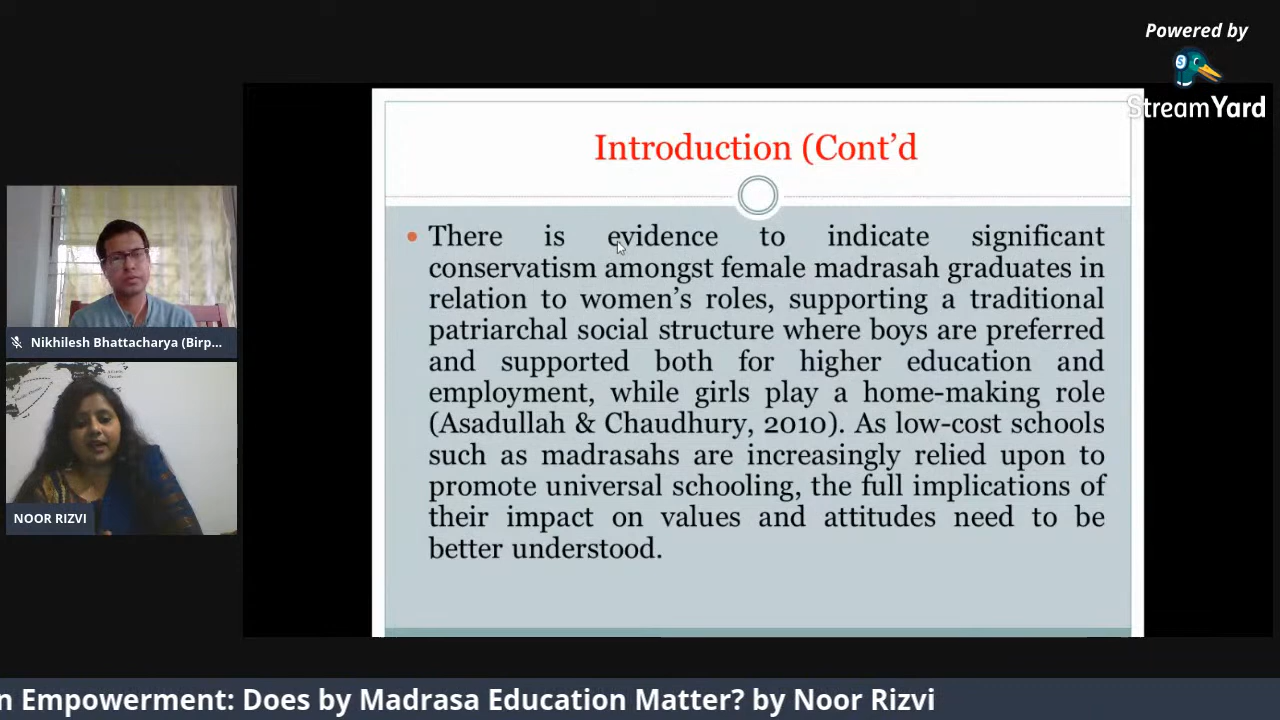 Powered by
StreamYard
Introduction (Cont’d
There is evidence to indicate significant
conservatism amongst female madrasah graduates in
relation to women’s roles, supporting a traditional
patriarchal social structure where boys are preferred
and supported both for higher education and
employment, while girls play a home-making role
(Asadullah & Chaudhury, 2010). As low-cost schools
such as madrasahs are increasingly relied upon to
promote universal schooling, the full implications of
their impact on values and attitudes need to be
better understood.
Nikhilesh Bhattacharya (Birp...
NOOR RIZVI
n Empowerment: Does by Madrasa Education Matter? by Noor Rizvi